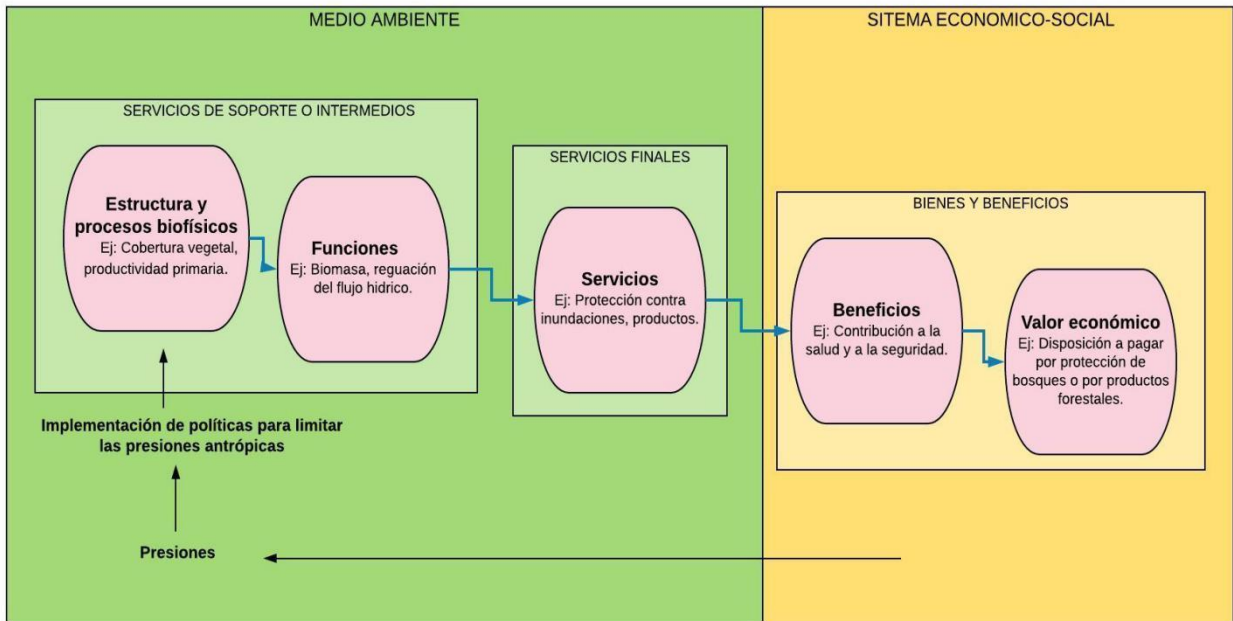 MEDIO AMBIENTE
SITEMA ECONOMICO-SOCIAL
SERVICIOS DE SOPORTE O INTERMEDIOS
Estructura y
procesos biofísicos
Ej: Cobertura vegetal,
productividad primaria.
Funciones
Ej: Biomasa, reguación
del flujo hidrico.
SERVICIOS FINALES
Servicios
Ej: Protección contra
inundaciones, productos.
BIENES Y BENEFICIOS
Beneficios
Ej: Contribución a la
salud y a la seguridad.
Valor económico
Ej: Disposición a pagar
por protección de
bosques o por productos
forestales.
Implementación de políticas para limitar
las presiones antrópicas
Presiones